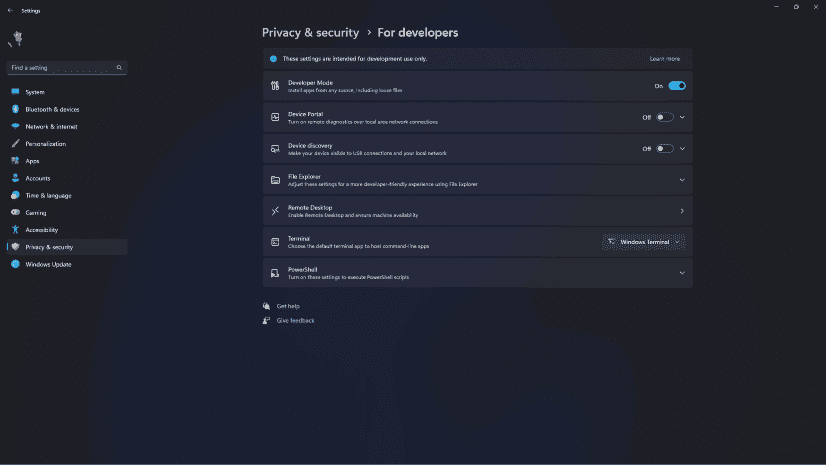 Settings
Privacy & security > For developers
Find a setting
System
Bluetooth & devices
Network & internet
Personalization
Apps
Accounts
Time & language
Gaming
Accessibility
Privacy & security
Windows Update
These settings are intended for development use only.
Learn more
Developer Mode
Install apps from any source, including loose files
On
Device Portal
Turn on remote diagnostics over local area network connections
Off
Device discovery
Make your device visible to USB connections and your local network
Off
File Explorer
Adjust these settings for a more developer-friendly experience using File Explorer
Remote Desktop
Enable Remote Desktop and ensure machine availability
Terminal
Choose the default terminal app to host command-line apps
Windows Terminal
PowerShell
Turn on these settings to execute PowerShell scripts
Get help
Give feedback